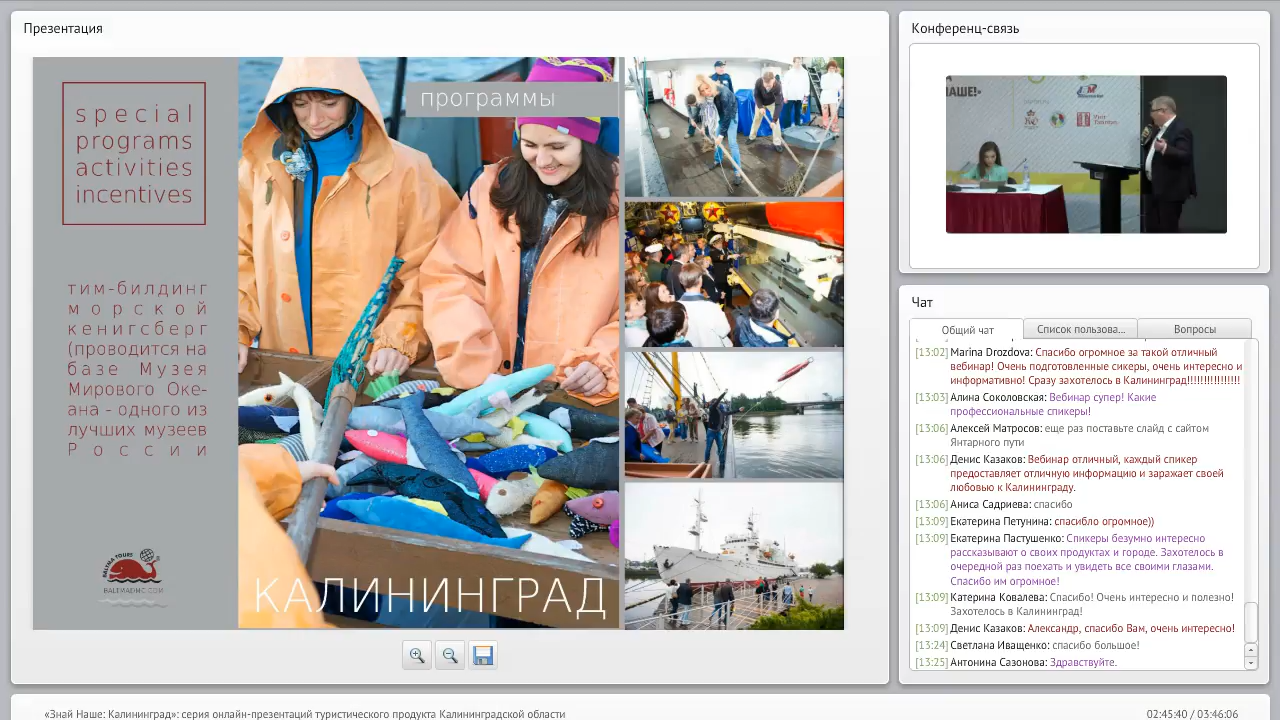 Презентация
special
programs
activities
incentives
тим-билдинг
морской
кенигсберг
(проводится на
базе Музея
Мирового Оке-
ана - одного из
лучших музеев
России
BALTMA TOURS
BALTMADMC.COM
программы
КАЛИНИНГРАД
Конференц-связь
НАШЕ!»
Чат
Общий чат
Список пользова...
Вопросы
[13:02] Marina Drozdova: Спасибо огромное за такой отличный
вебинар! Очень подготовленные сикеры, очень интересно и
информативно! Сразу захотелось в Калининград!!!!!!!!!!!!!!!!
[13:03] Алина Соколовская: Вебинар супер! Какие
профессиональные спикеры!
[13:06] Алексей Матросов: еще раз поставьте слайд с сайтом
Янтарного пути
[13:06] Денис Казаков: Вебинар отличный, каждый спикер
предоставляет отличную информацию и заражает своей
любовью к Калининграду.
[13:06] Аниса Садриева: спасибо
[13:09] Екатерина Петунина: спасибло огромное))
[13:09] Екатерина Пастушенко: Спикеры безумно интересно
рассказывают о своих продуктах и городе. Захотелось в
очередной раз поехать и увидеть все своими глазами.
Спасибо им огромное!
[13:09] Катерина Ковалева: Спасибо! Очень интересно и полезно!
Захотелось в Калининград!
[13:09] Денис Казаков: Александр, спасибо Вам, очень интересно!
[13:24] Светлана Иващенко: спасибо большое!
[13:25] Антонина Сазонова: Здравствуйте.
«Знай Наше: Калининград»: серия онлайн-презентаций туристического продукта Калининградской области
02:45:40 / 03:46:06